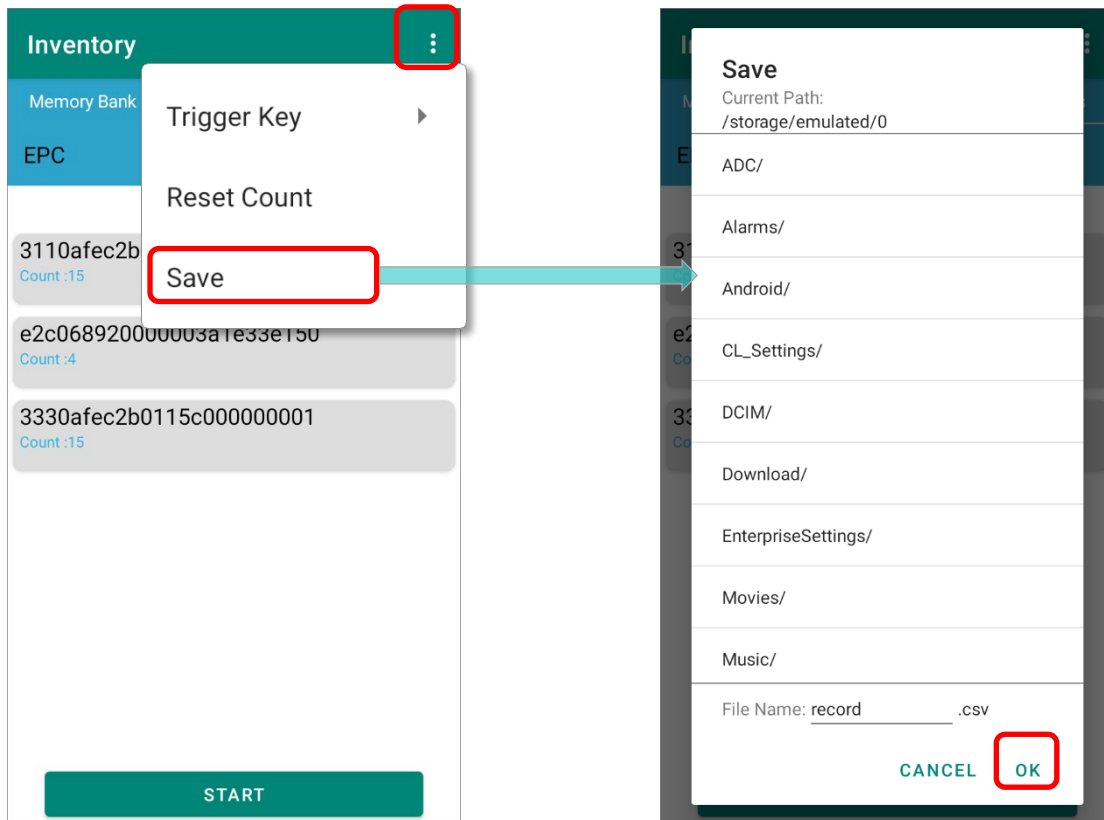 Inventory
Memory Bank
EPC
Trigger Key
Reset Count
Save
3110afec2b
Count :15
e2c068920000003a1e33e150
Count :4
3330afec2b0115c000000001
Count :15
START
Save
Current Path:
/storage/emulated/0
ADC/
Alarms/
Android/
CL_Settings/
DCIM/
Download/
EnterpriseSettings/
Movies/
Music/
File Name: record .csv
CANCEL OK